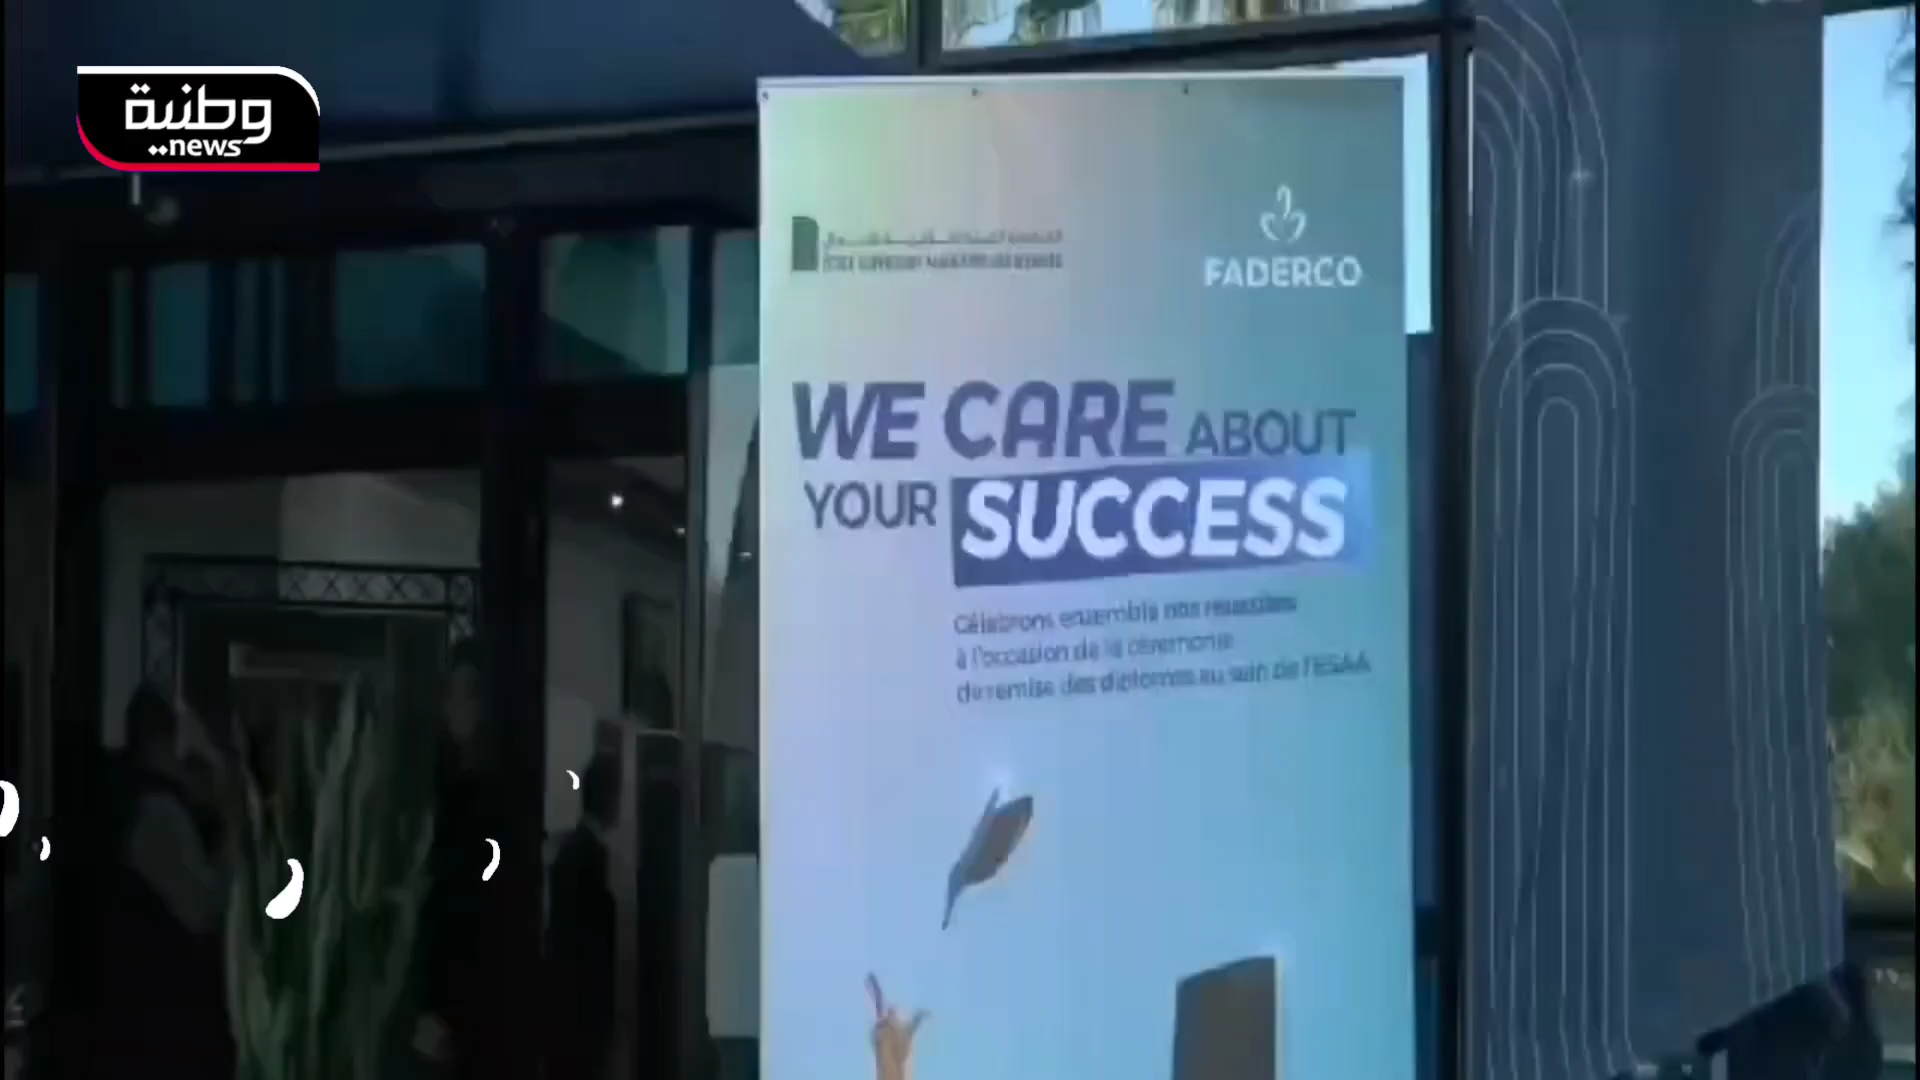 وطنية
news
FADERCO
WE CARE ABOUT
YOUR SUCCESS
Célébrons ensemble nos réussites
à l'occasion de la cérémonie
de remise des diplômes au sein de l'ESAA